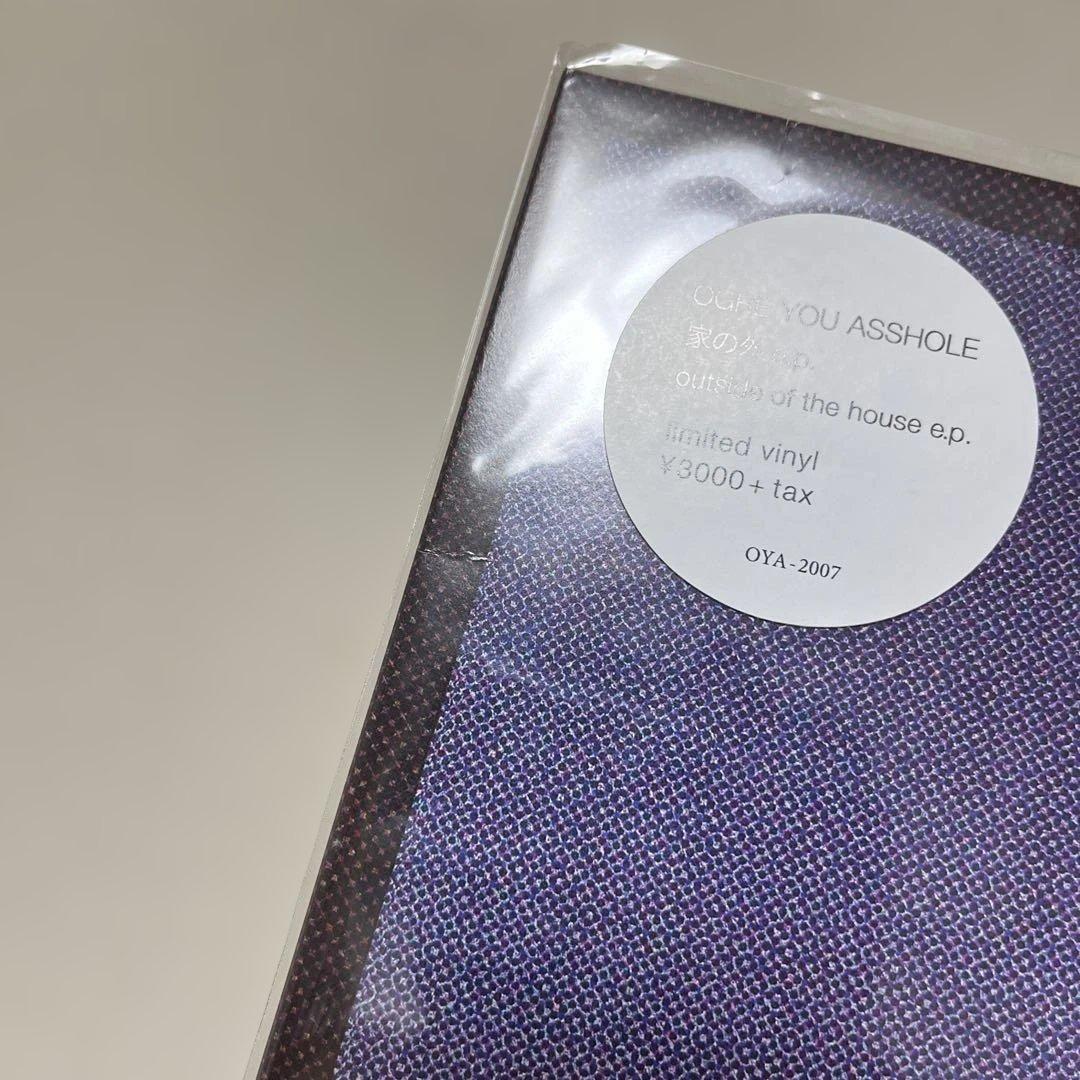 OGRE YOU ASSHOLE
家の外 e.p.
outside of the house e.p.
limited vinyl
¥3000+tax
OYA-2007